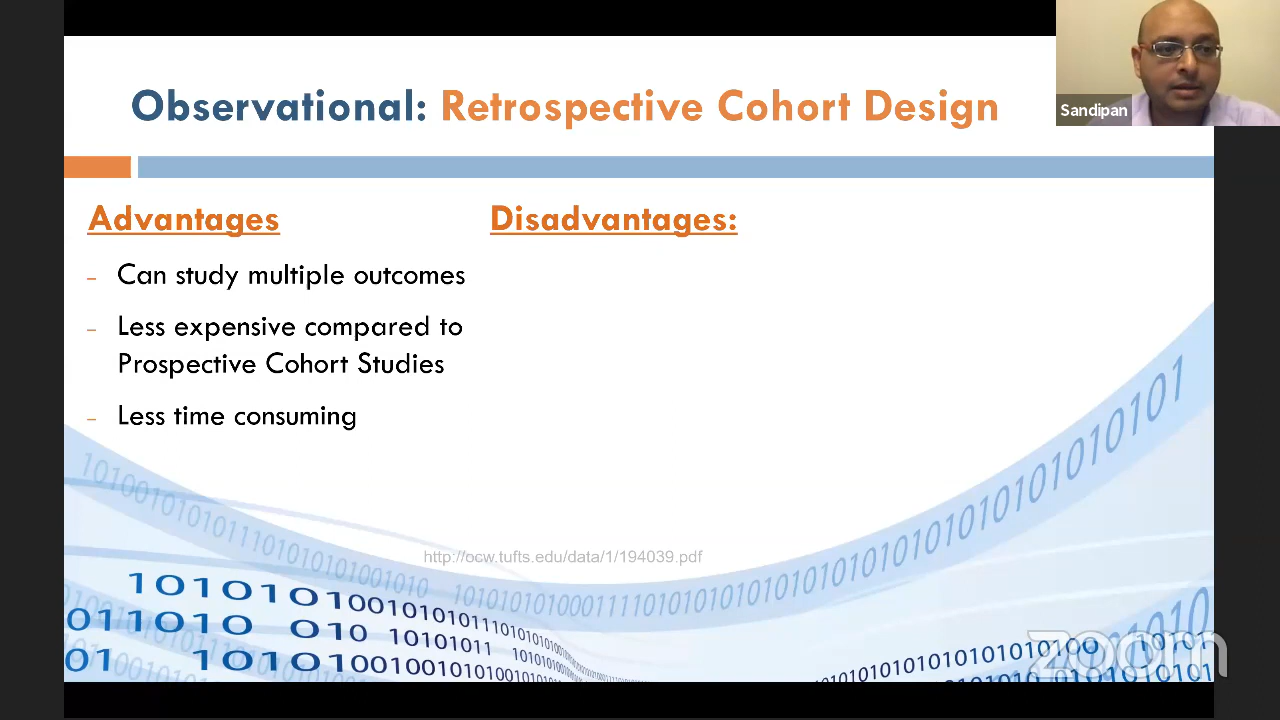 Observational: Retrospective Cohort Design
Sandipan
Advantages
– Can study multiple outcomes
– Less expensive compared to
Prospective Cohort Studies
– Less time consuming
Disadvantages:
http://ocw.tufts.edu/data/1/194039.pdf
zoom